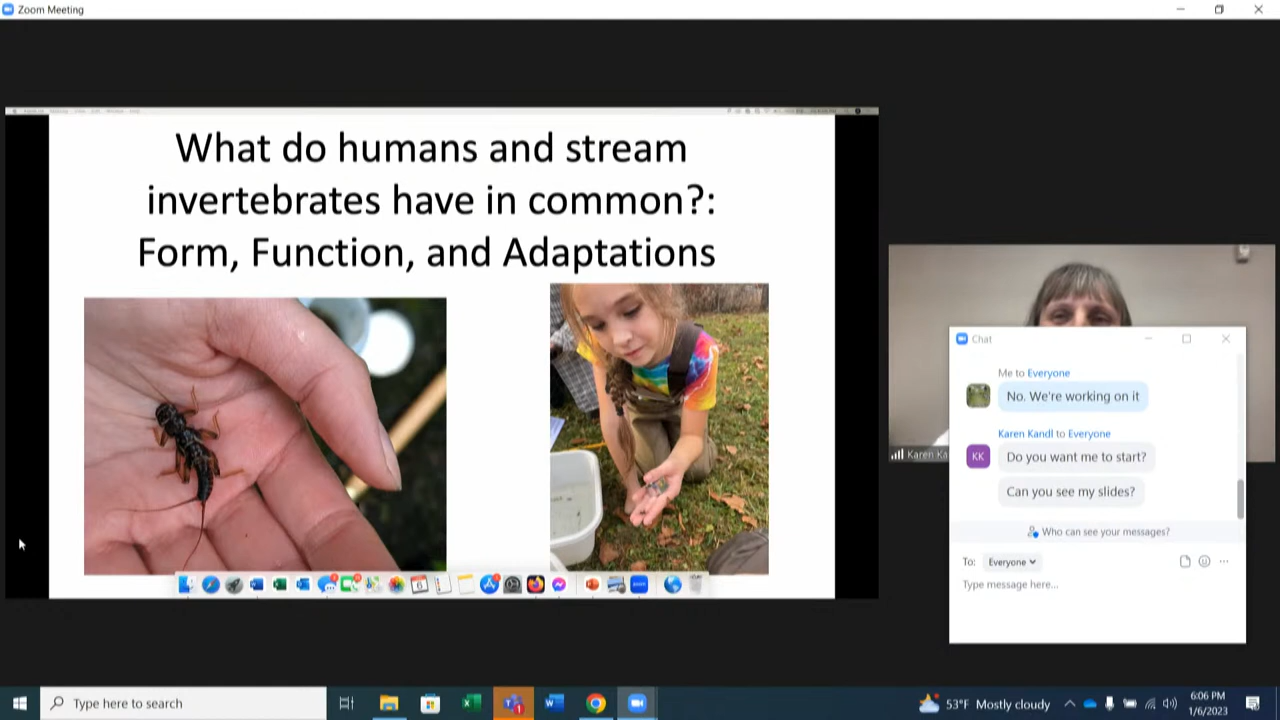 Zoom Meeting
What do humans and stream
invertebrates have in common?:
Form, Function, and Adaptations
Karen Ka
Chat
Me to Everyone
No. We're working on it
Karen Kandl to Everyone
KK
Do you want me to start?
Can you see my slides?
Who can see your messages?
To: Everyone
Type message here...
Type here to search
53°F Mostly cloudy
6:06 PM
1/6/2023